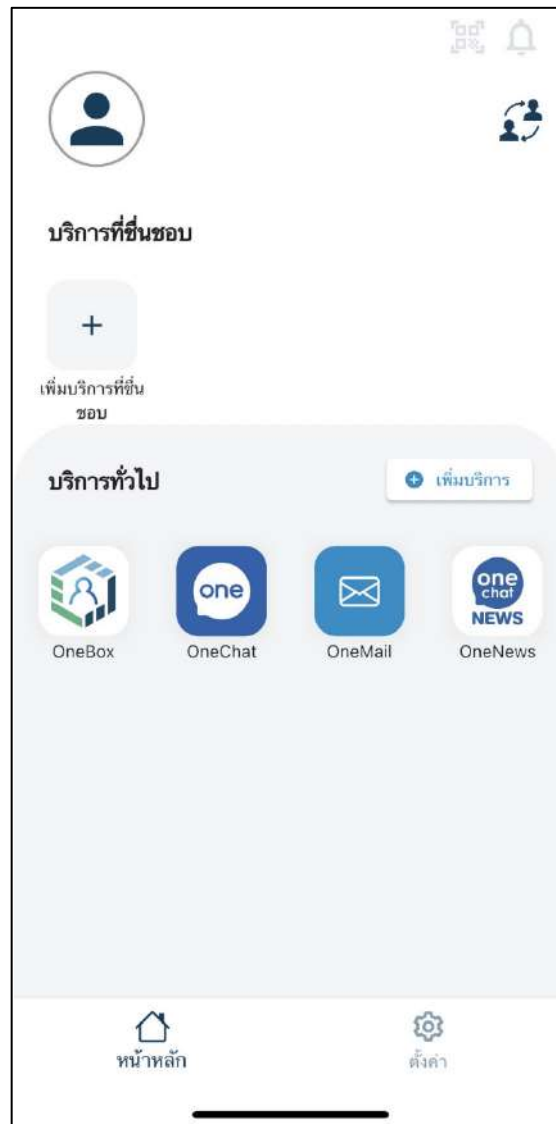 บริการที่ชื่นชอบ
เพิ่มบริการที่ชื่น
ชอบ
บริการทั่วไป
เพิ่มบริการ
one
one
chat
NEWS
OneBox
OneChat
OneMail
OneNews
หน้าหลัก
ตั้งค่า